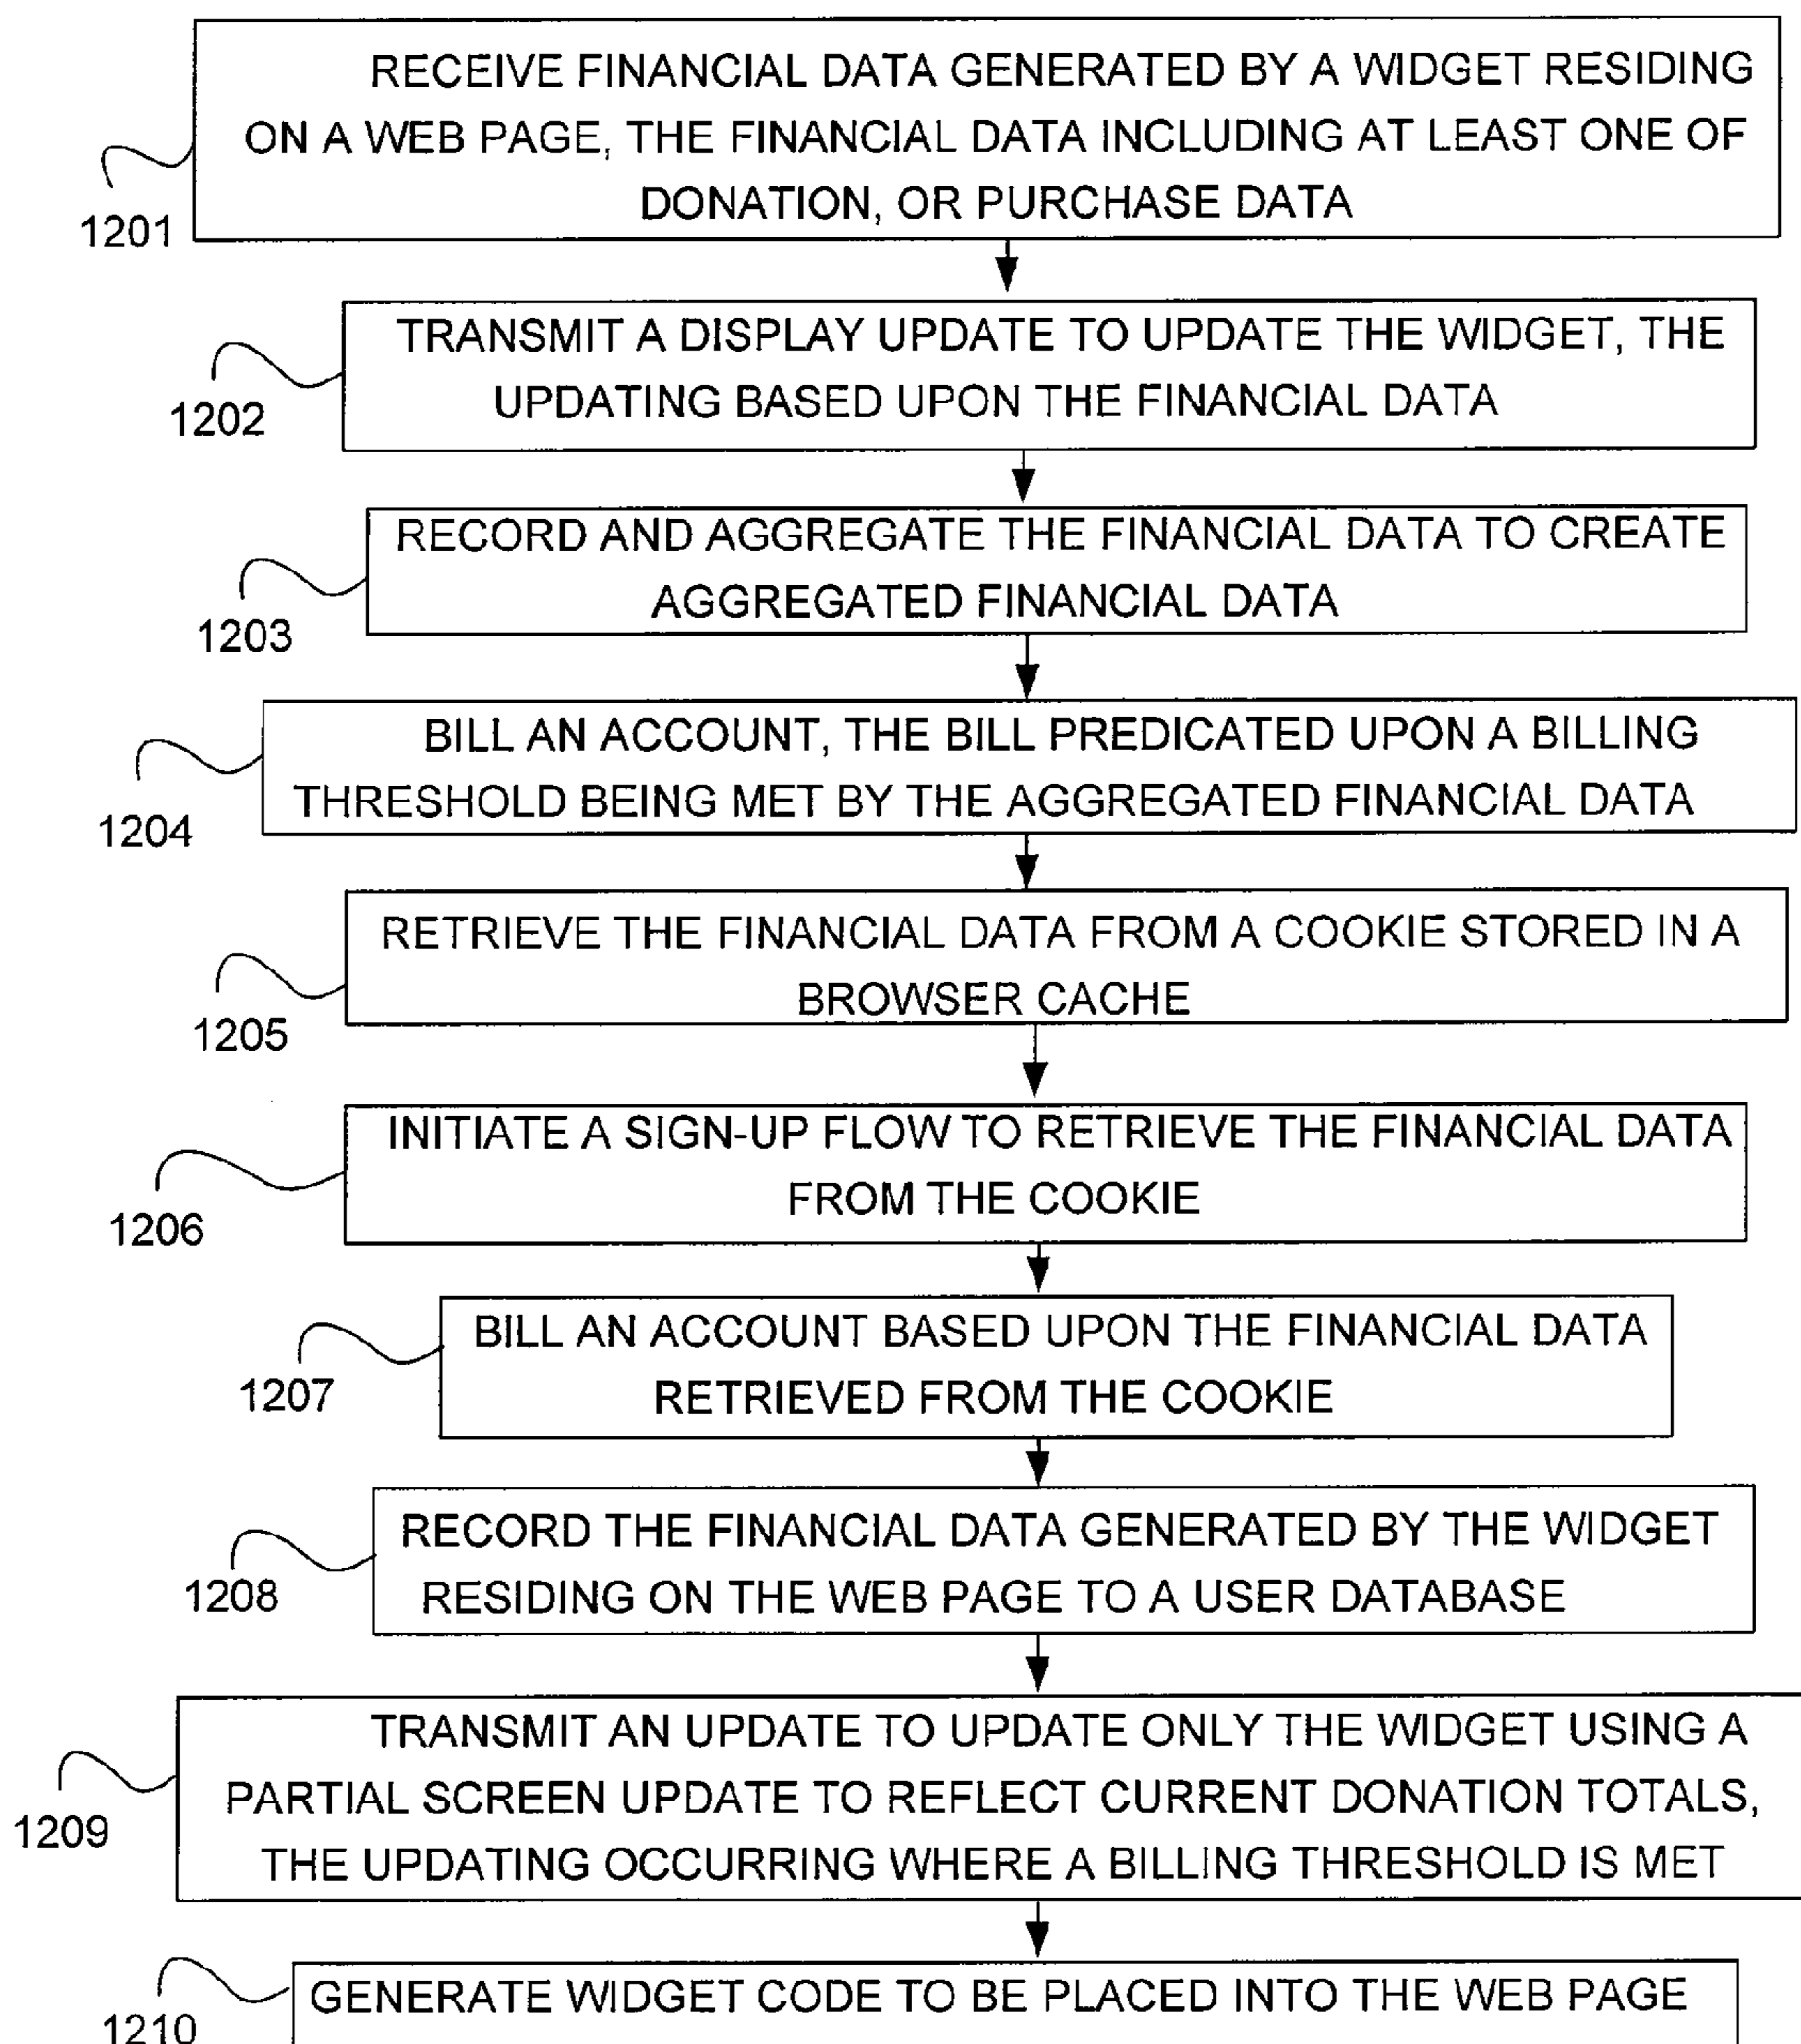 RECEIVE FINANCIAL DATA GENERATED BY A WIDGET RESIDING
ON A WEB PAGE, THE FINANCIAL DATA INCLUDING AT LEAST ONE OF
DONATION, OR PURCHASE DATA
1201
TRANSMIT A DISPLAY UPDATE TO UPDATE THE WIDGET, THE
UPDATING BASED UPON THE FINANCIAL DATA
1202
RECORD AND AGGREGATE THE FINANCIAL DATA TO CREATE
AGGREGATED FINANCIAL DATA
1203
BILL AN ACCOUNT, THE BILL PREDICATED UPON A BILLING
THRESHOLD BEING MET BY THE AGGREGATED FINANCIAL DATA
1204
RETRIEVE THE FINANCIAL DATA FROM A COOKIE STORED IN A
BROWSER CACHE
1205
INITIATE A SIGN-UP FLOW TO RETRIEVE THE FINANCIAL DATA
FROM THE COOKIE
1206
BILL AN ACCOUNT BASED UPON THE FINANCIAL DATA
RETRIEVED FROM THE COOKIE
1207
RECORD THE FINANCIAL DATA GENERATED BY THE WIDGET
RESIDING ON THE WEB PAGE TO A USER DATABASE
1208
TRANSMIT AN UPDATE TO UPDATE ONLY THE WIDGET USING A
PARTIAL SCREEN UPDATE TO REFLECT CURRENT DONATION TOTALS,
THE UPDATING OCCURRING WHERE A BILLING THRESHOLD IS MET
1209
GENERATE WIDGET CODE TO BE PLACED INTO THE WEB PAGE
1210